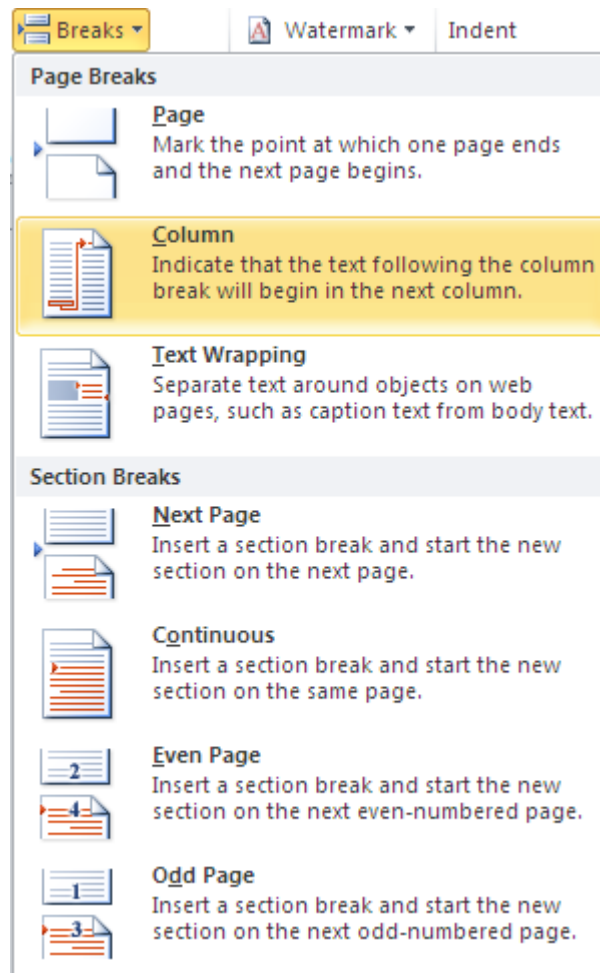 Breaks Watermark Indent
Page Breaks
Page
Mark the point at which one page ends
and the next page begins.
Column
Indicate that the text following the column
break will begin in the next column.
Text Wrapping
Separate text around objects on web
pages, such as caption text from body text.
Section Breaks
Next Page
Insert a section break and start the new
section on the next page.
Continuous
Insert a section break and start the new
section on the same page.
2
Even Page
Insert a section break and start the new
4
section on the next even-numbered page.
1
Odd Page
Insert a section break and start the new
3
section on the next odd-numbered page.